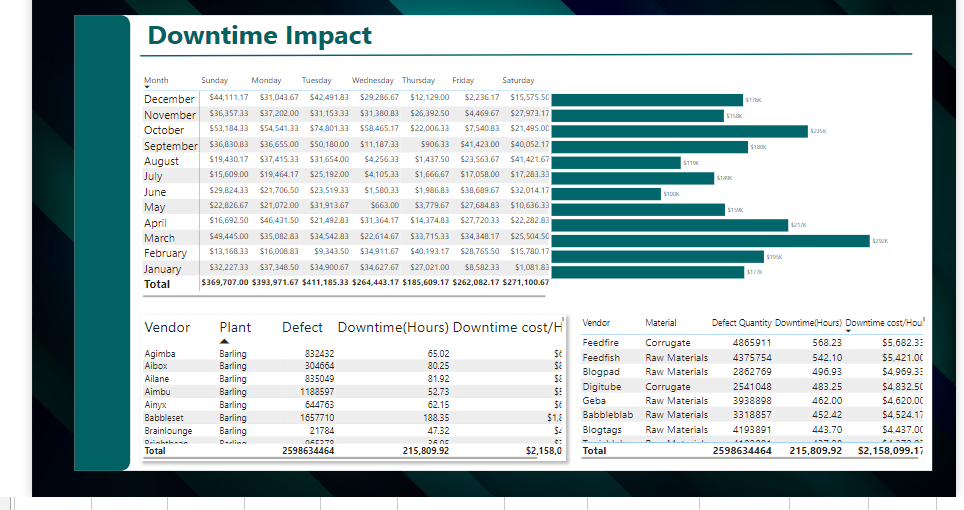 Downtime Impact
Month Sunday Monday Tuesday Wednesday Thursday Friday Saturday
December $44,111.17 $31,043.67 $42,491.83 $29,286.67 $12,129.00 $2,236.17 $15,575.50 $176K
November $36,357.33 $37,202.00 $31,153.33 $31,380.83 $26,392.50 $4,469.67 $27,973.17 $158K
October $53,184.33 $54,541.33 $74,801.33 $58,465.17 $22,006.33 $7,540.83 $21,495.00 $235K
September $36,830.83 $36,655.00 $50,180.00 $11,187.33 $906.33 $41,423.00 $40,052.17 $180K
August $19,430.17 $37,415.33 $31,654.00 $4,256.33 $1,437.50 $23,563.67 $41,421.67 $119K
July $15,609.00 $19,464.17 $25,192.00 $4,105.33 $1,666.67 $17,058.00 $17,283.33 $149K
June $29,824.33 $21,706.50 $23,519.33 $1,580.33 $1,986.83 $38,689.67 $32,014.17 $100K
May $22,826.67 $21,072.00 $31,913.67 $663.00 $3,779.67 $27,684.83 $10,636.33 $159K
April $16,692.50 $46,431.50 $21,492.83 $31,364.17 $14,374.83 $27,720.33 $22,282.83 $217K
March $49,445.00 $35,082.83 $34,542.83 $22,614.67 $33,715.33 $34,348.17 $25,504.50 $292K
February $13,168.33 $16,008.83 $9,343.50 $34,911.67 $40,193.17 $28,765.50 $15,780.17 $195K
January $32,227.33 $37,348.50 $34,900.67 $34,627.67 $27,021.00 $8,582.33 $1,081.83 $177K
Total $369,707.00 $393,971.67 $411,185.33 $264,443.17 $185,609.17 $262,082.17 $271,100.67
Vendor Plant Defect Downtime(Hours) Downtime cost/H
Agimba Barling 832432 65.02
Aibox Barling 304664 80.25
Ailane Barling 835049 81.92
Aimbu Barling 1188597 52.73
Ainyx Barling 644763 62.15
Babbleset Barling 1657710 188.35
Brainlounge Barling 21784 47.32
Total 2598634464 215,809.92 $2,158,0
Vendor Material Defect Quantity Downtime(Hours) Downtime cost/Hou
Feedfire Corrugate 4865911 568.23 $5,682.33
Feedfish Raw Materials 4375754 542.10 $5,421.00
Blogpad Raw Materials 2862769 496.93 $4,969.33
Digitube Corrugate 2541048 483.25 $4,832.50
Geba Raw Materials 3938898 462.00 $4,620.00
Babbleblab Raw Materials 3318857 452.42 $4,524.17
Blogtags Raw Materials 4193891 443.70 $4,437.00
Total 2598634464 215,809.92 $2,158,099.17